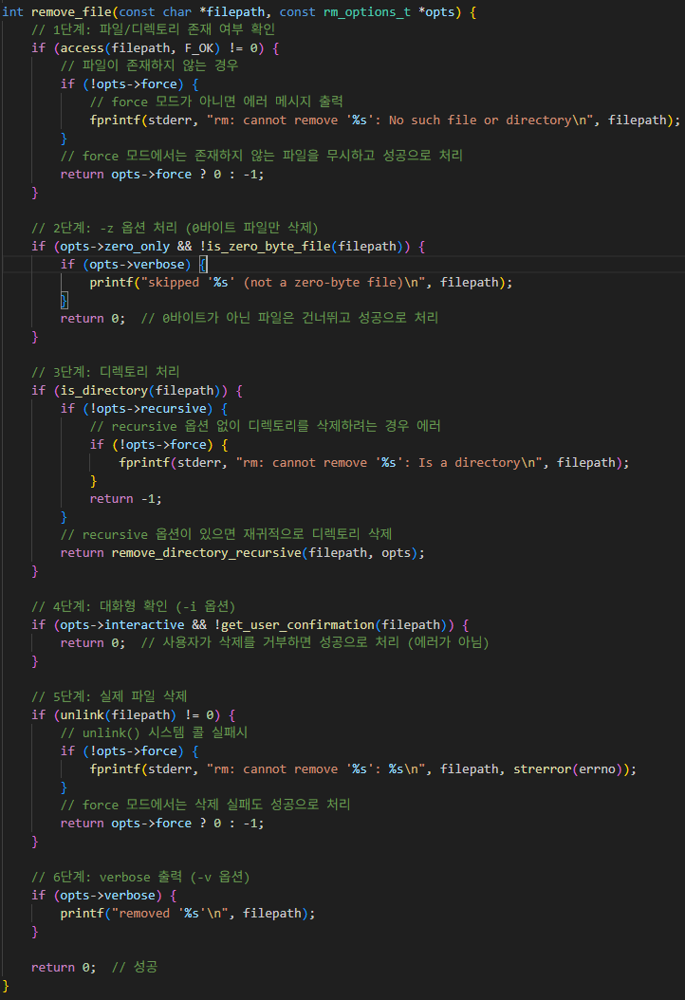 int remove_file(const char *filepath, const rm_options_t *opts) {
    // 1단계: 파일/디렉토리 존재 여부 확인
    if (access(filepath, F_OK) != 0) {
        // 파일이 존재하지 않는 경우
        if (!opts->force) {
            // force 모드가 아니면 에러 메시지 출력
            fprintf(stderr, "rm: cannot remove '%s': No such file or directory\n", filepath);
        }
        // force 모드에서는 존재하지 않는 파일을 무시하고 성공으로 처리
        return opts->force ? 0 : -1;
    }

    // 2단계: -z 옵션 처리 (0바이트 파일만 삭제)
    if (opts->zero_only && !is_zero_byte_file(filepath)) {
        if (opts->verbose) {
            printf("skipped '%s' (not a zero-byte file)\n", filepath);
        }
        return 0;  // 0바이트가 아닌 파일은 건너뛰고 성공으로 처리
    }

    // 3단계: 디렉토리 처리
    if (is_directory(filepath)) {
        if (!opts->recursive) {
            // recursive 옵션 없이 디렉토리를 삭제하려는 경우 에러
            if (!opts->force) {
                fprintf(stderr, "rm: cannot remove '%s': Is a directory\n", filepath);
            }
            return -1;
        }
        // recursive 옵션이 있으면 재귀적으로 디렉토리 삭제
        return remove_directory_recursive(filepath, opts);
    }

    // 4단계: 대화형 확인 (-i 옵션)
    if (opts->interactive && !get_user_confirmation(filepath)) {
        return 0;  // 사용자가 삭제를 거부하면 성공으로 처리 (에러가 아님)
    }

    // 5단계: 실제 파일 삭제
    if (unlink(filepath) != 0) {
        // unlink() 시스템 콜 실패시
        if (!opts->force) {
            fprintf(stderr, "rm: cannot remove '%s': %s\n", filepath, strerror(errno));
        }
        // force 모드에서는 삭제 실패도 성공으로 처리
        return opts->force ? 0 : -1;
    }

    // 6단계: verbose 출력 (-v 옵션)
    if (opts->verbose) {
        printf("removed '%s'\n", filepath);
    }

    return 0;  // 성공
}